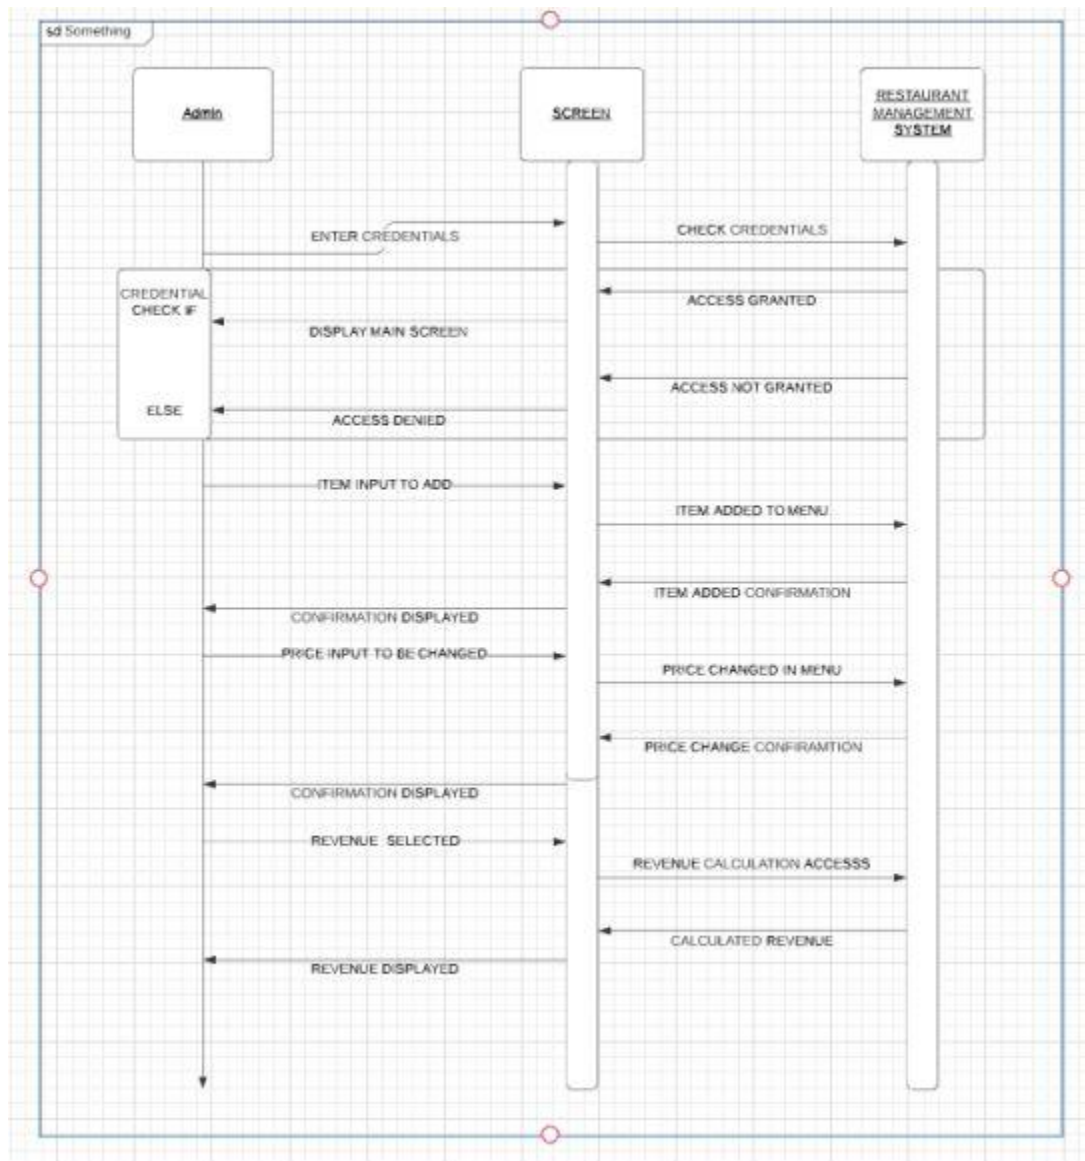 sd Something
Admin
SCREEN
RESTAURANT
MANAGEMENT
SYSTEM
ENTER CREDENTIALS
CHECK CREDENTIALS
CREDENTIAL
CHECK IF
ACCESS GRANTED
DISPLAY MAIN SCREEN
ACCESS NOT GRANTED
ELSE
ACCESS DENIED
ITEM INPUT TO ADD
ITEM ADDED TO MENU
ITEM ADDED CONFIRMATION
CONFIRMATION DISPLAYED
PRICE INPUT TO BE CHANGED
PRICE CHANGED IN MENU
PRICE CHANGE CONFIRAMTION
CONFIRMATION DISPLAYED
REVENUE SELECTED
REVENUE CALCULATION ACCESSS
CALCULATED REVENUE
REVENUE DISPLAYED